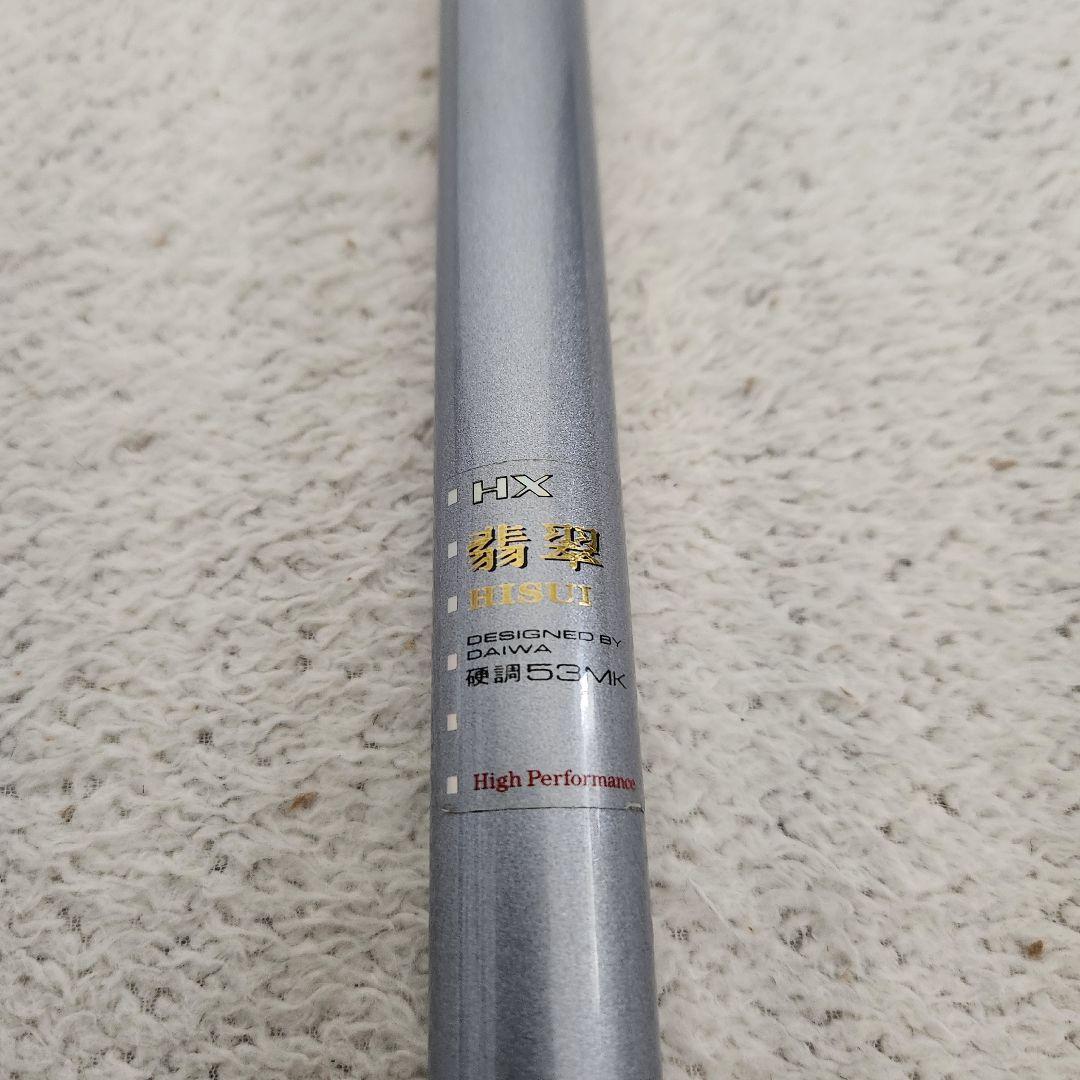 HX
翡翠
HISUI
DESIGNED BY
DAIWA
硬調53MK
High Performance